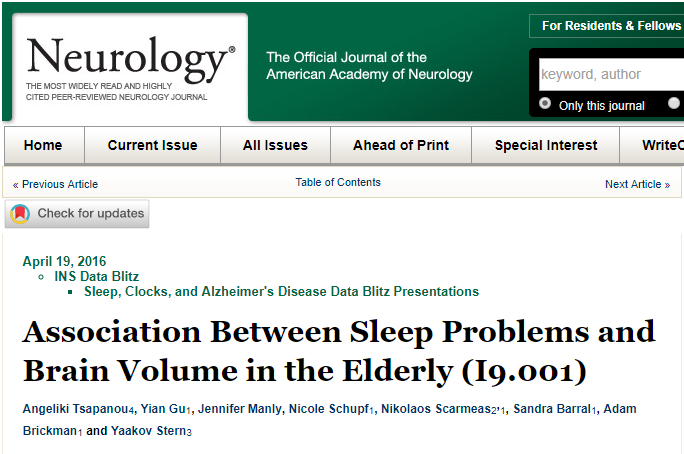 For Residents & Fellows
Neurology®
The Official Journal of the
American Academy of Neurology
THE MOST WIDELY READ AND HIGHLY
CITED PEER-REVIEWED NEUROLOGY JOURNAL
keyword, author
Only this journal
Home Current Issue All Issues Ahead of Print Special Interest WriteC
« Previous Article Table of Contents Next Article »
Check for updates
April 19, 2016
INS Data Blitz
Sleep, Clocks, and Alzheimer's Disease Data Blitz Presentations
Association Between Sleep Problems and
Brain Volume in the Elderly (I9.001)
Angeliki Tsapanou4, Yian Gu1, Jennifer Manly, Nicole Schupf1, Nikolaos Scarmeas2,1, Sandra Barral1, Adam
Brickman1 and Yaakov Stern3